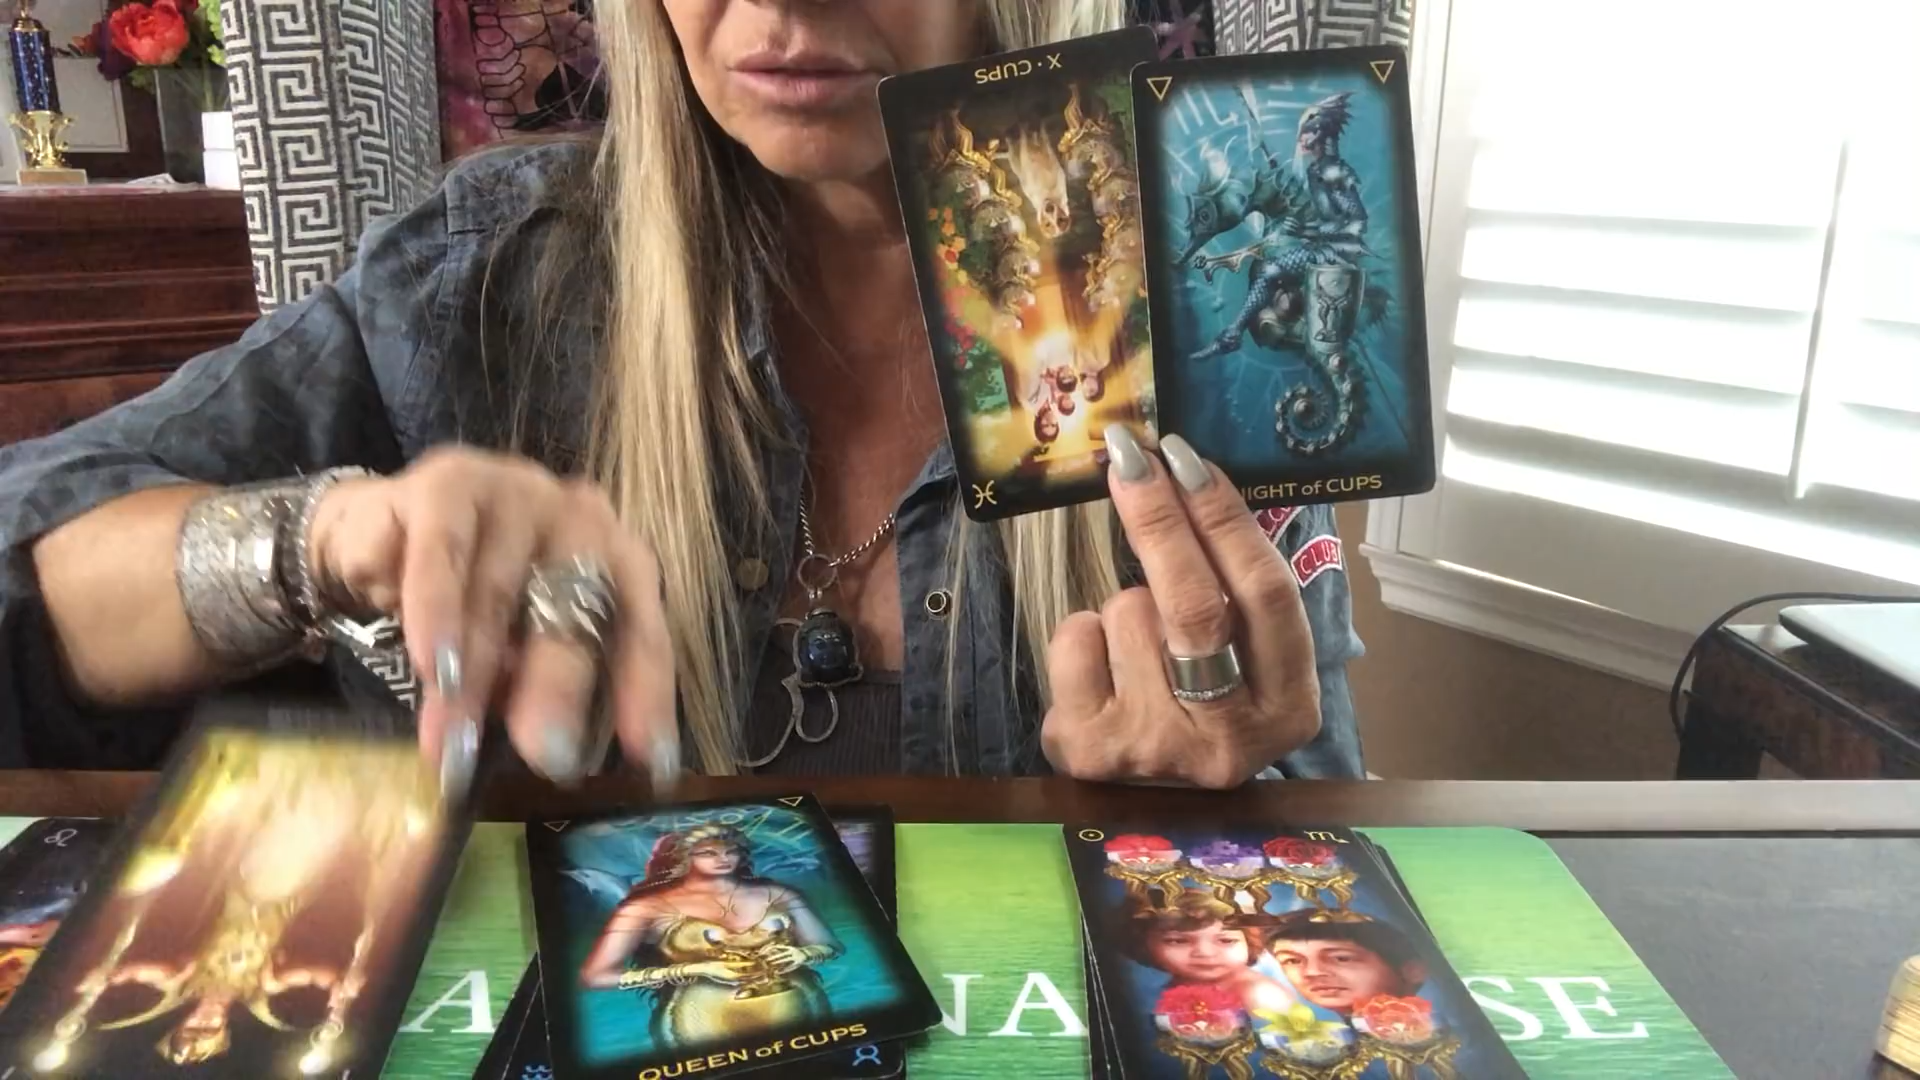 X·CUPS
NIGHT of CUPS
CLUB
QUEEN of CUPS
A NA SE